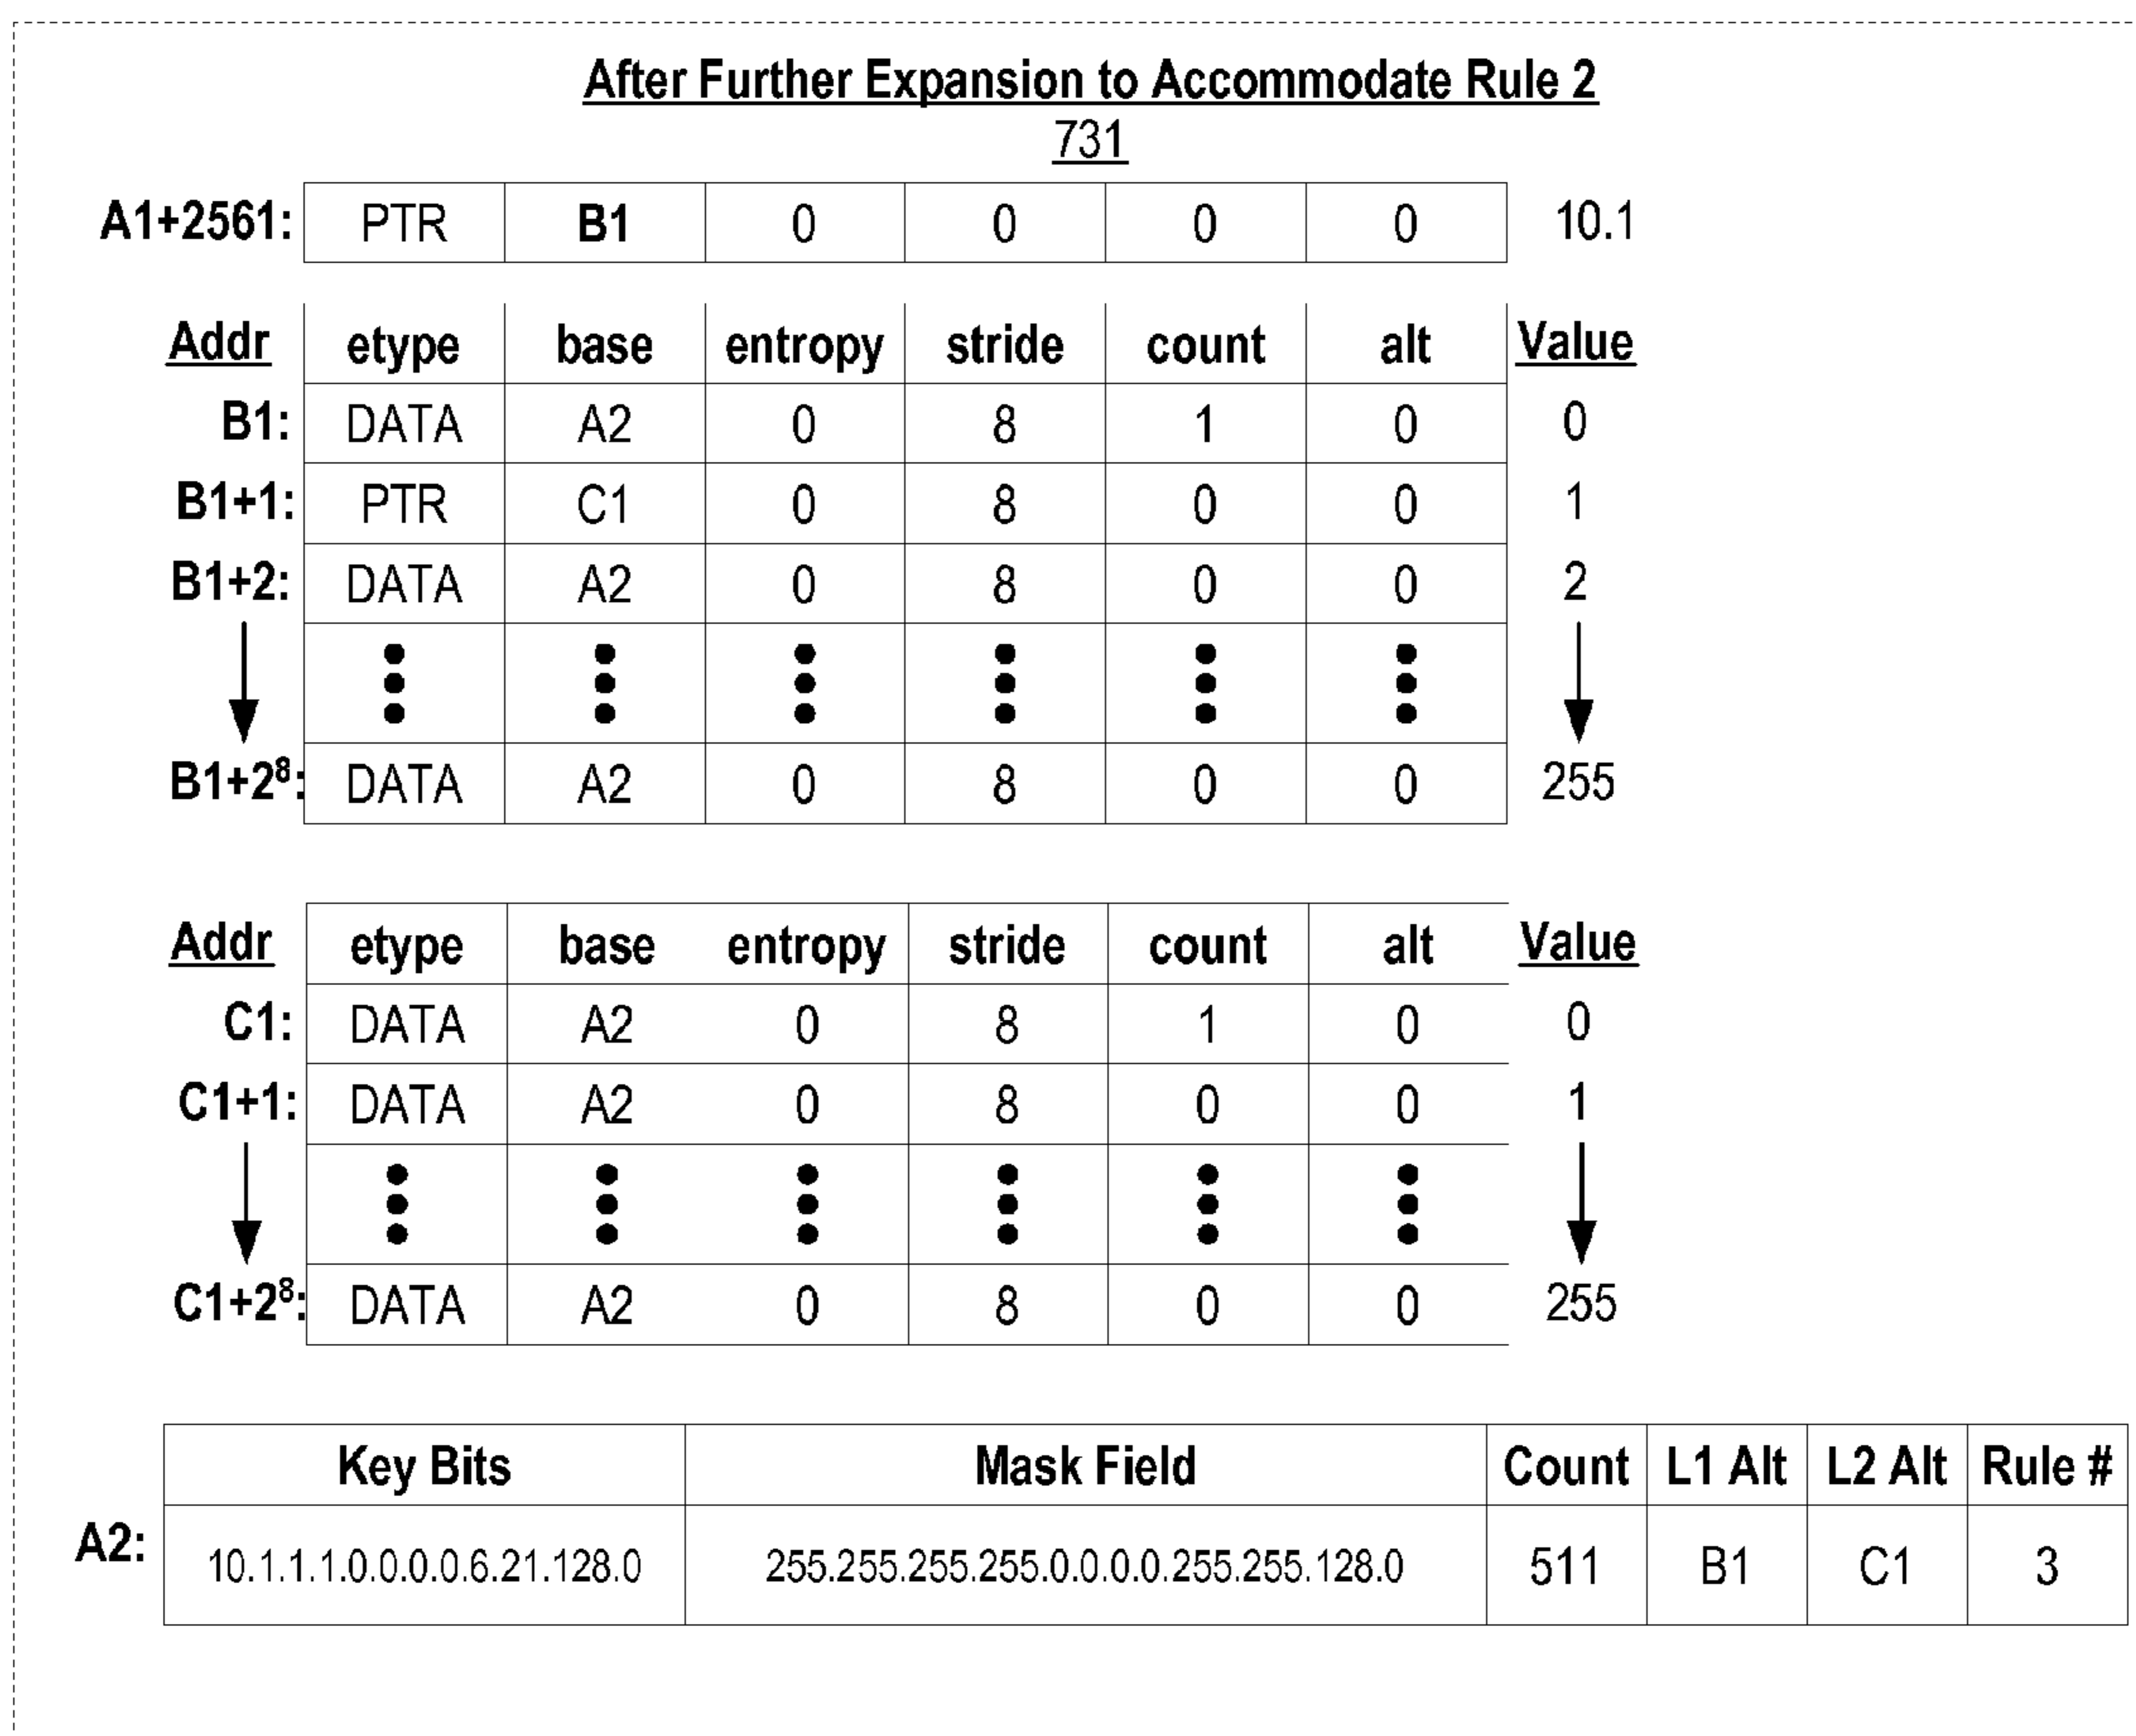 After Further Expansion to Accommodate Rule 2
731
A1+2561: PTR B1 0 0 0 0 10.1
Addr etype base entropy stride count alt Value
B1: DATA A2 0 8 1 0 0
B1+1: PTR C1 0 8 0 0 1
B1+2: DATA A2 0 8 0 0 2
B1+2⁸: DATA A2 0 8 0 0 255
Addr etype base entropy stride count alt Value
C1: DATA A2 0 8 1 0 0
C1+1: DATA A2 0 8 0 0 1
C1+2⁸: DATA A2 0 8 0 0 255
Key Bits Mask Field Count L1 Alt L2 Alt Rule #
A2: 10.1.1.1.0.0.0.0.6.21.128.0 255.255.255.255.0.0.0.0.255.255.128.0 511 B1 C1 3